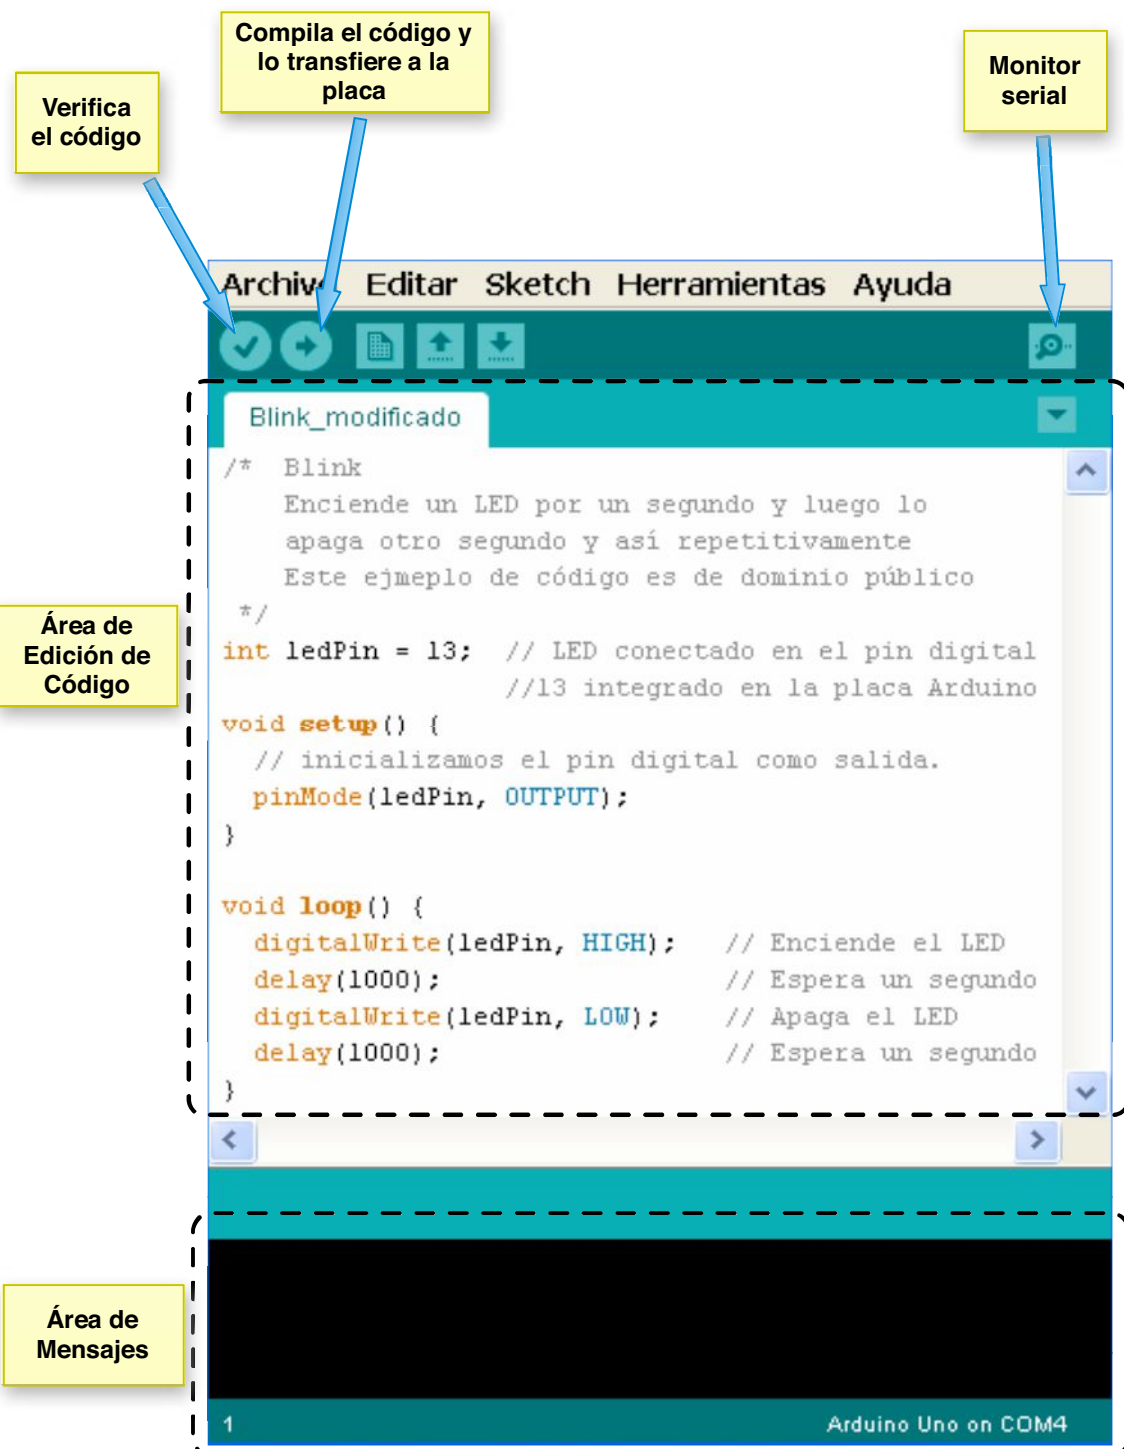 Compila el código y
lo transfiere a la
placa
Monitor
serial
Verifica
el código
Archivo Editar Sketch Herramientas Ayuda
Blink_modificado
/* Blink
Enciende un LED por un segundo y luego lo
apaga otro segundo y así repetitivamente
Este ejmeplo de código es de dominio público
*/
int ledPin = 13; // LED conectado en el pin digital
//13 integrado en la placa Arduino
void setup() {
// inicializamos el pin digital como salida.
pinMode(ledPin, OUTPUT);
}
void loop() {
digitalWrite(ledPin, HIGH); // Enciende el LED
delay(1000); // Espera un segundo
digitalWrite(ledPin, LOW); // Apaga el LED
delay(1000); // Espera un segundo
}
Área de
Edición de
Código
Área de
Mensajes
1 Arduino Uno on COM4